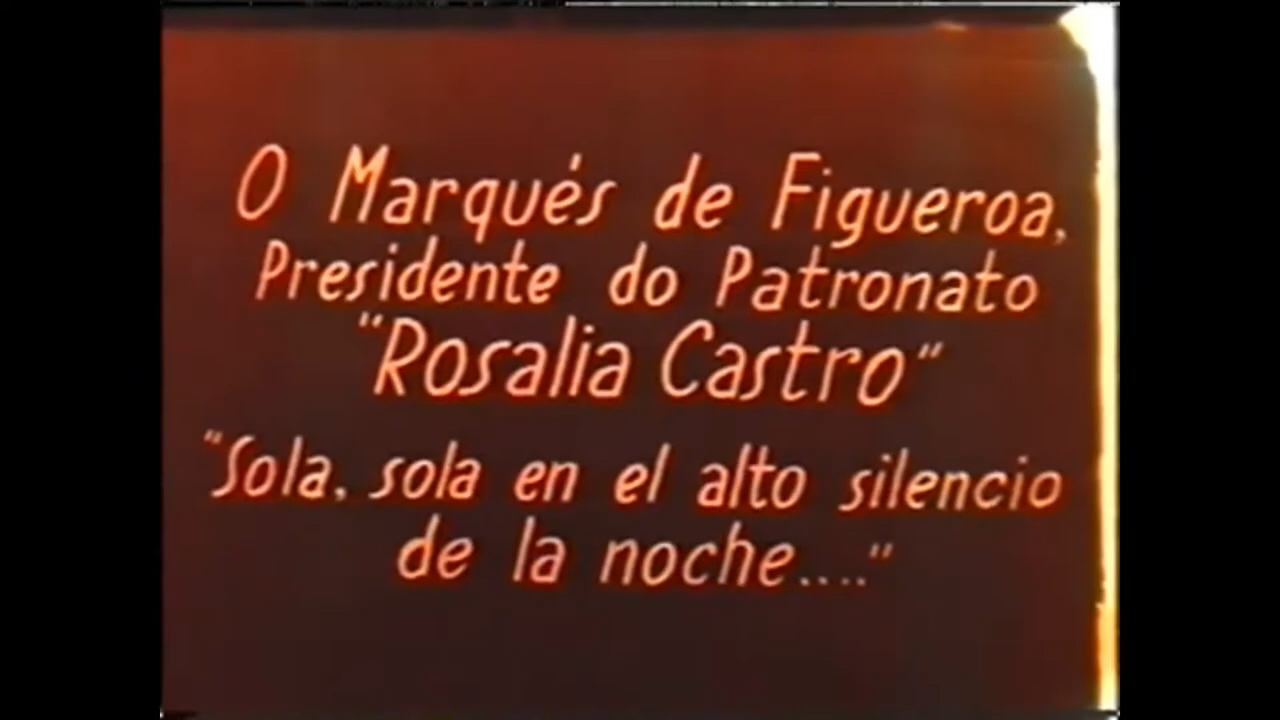 O Marqués de Figueroa,
Presidente do Patronato
"Rosalia Castro"
"Sola, sola en el alto silencio
de la noche...."